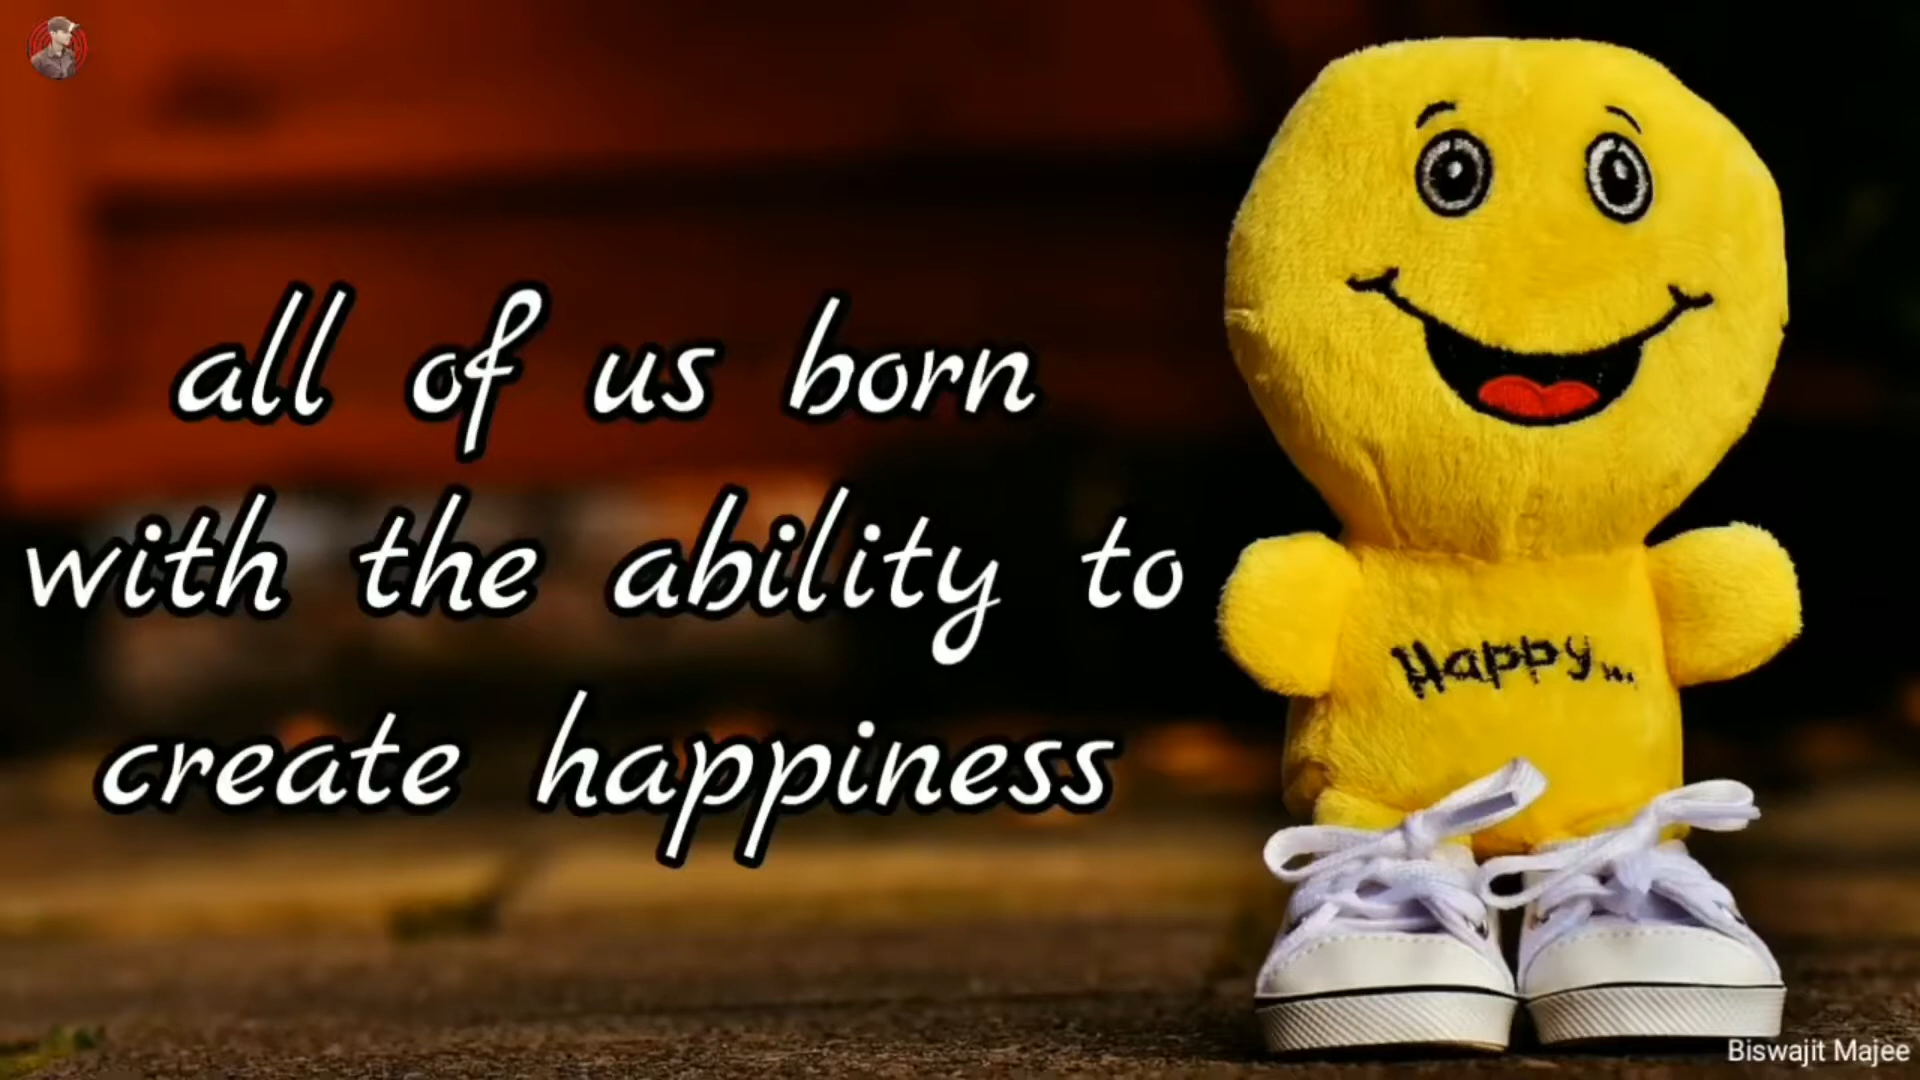 all of us born
with the ability to
create happiness
Happy...
Biswajit Majee